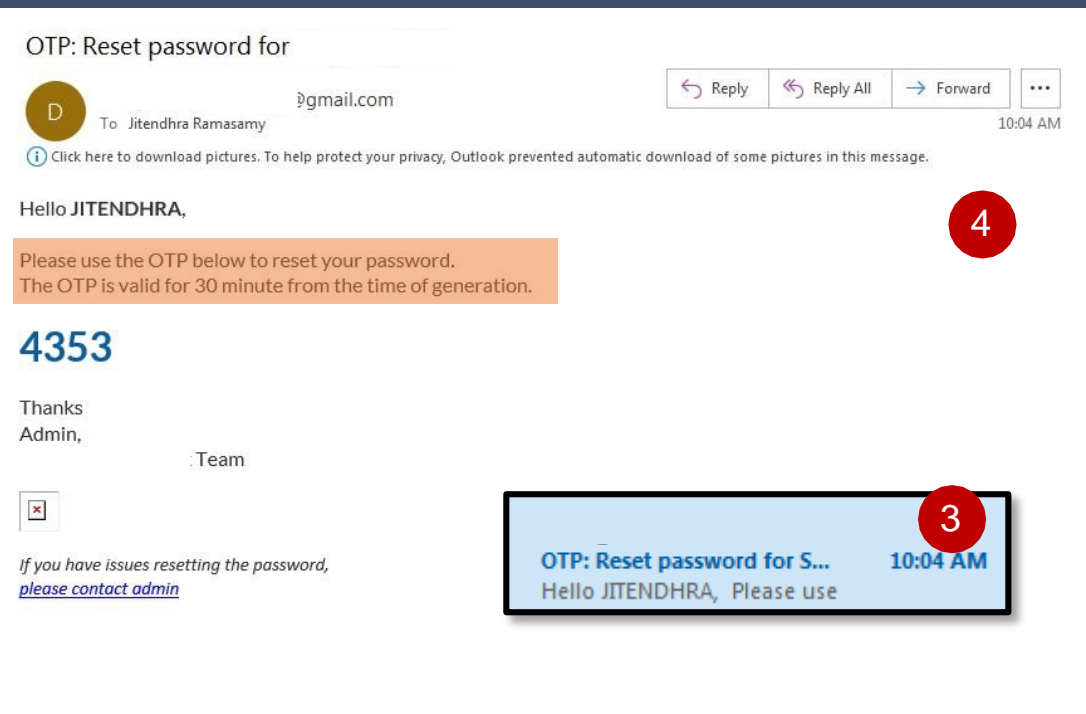 OTP: Reset password for
@gmail.com
Reply
Reply All
Forward
D
To Jitendhra Ramasamy
10:04 AM
Click here to download pictures. To help protect your privacy, Outlook prevented automatic download of some pictures in this message.
Hello JITENDHRA,
4
Please use the OTP below to reset your password.
The OTP is valid for 30 minute from the time of generation.
4353
Thanks
Admin,
Team
3
OTP: Reset password for S... 10:04 AM
Hello JITENDHRA, Please use
If you have issues resetting the password,
please contact admin